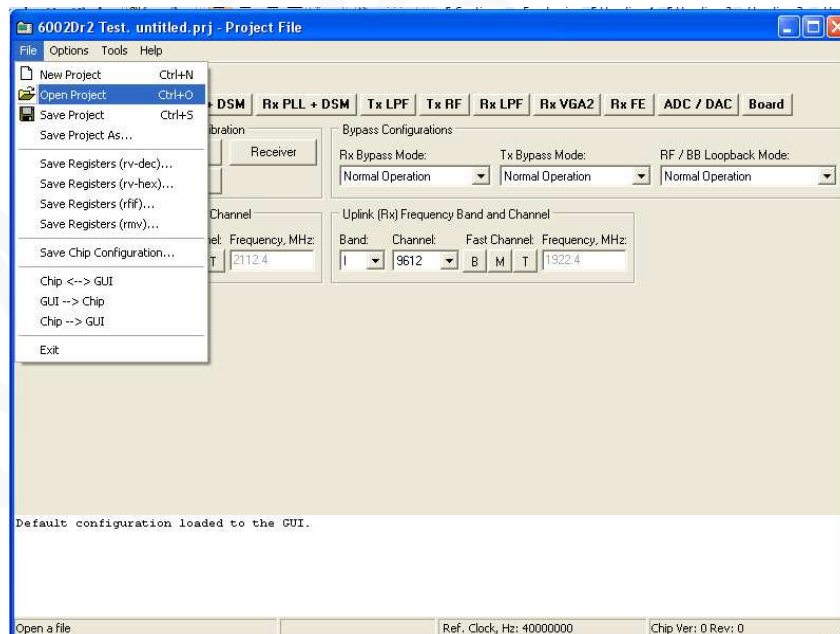 6002Dr2 Test. untitled.prj - Project File
File Options Tools Help
New Project Ctrl+N
Open Project Ctrl+O
Save Project Ctrl+S
Save Project As...
Save Registers (rv-dec)...
Save Registers (rv-hex)...
Save Registers (rfif)...
Save Registers (rmv)...
Save Chip Configuration...
Chip <--> GUI
GUI --> Chip
Chip --> GUI
Exit
+ DSM Rx PLL + DSM Tx LPF Tx RF Rx LPF Rx VGA2 Rx FE ADC / DAC Board
Receiver
Bypass Configurations
Rx Bypass Mode: Tx Bypass Mode: RF / BB Loopback Mode:
Normal Operation Normal Operation Normal Operation
Channel
Frequency, MHz:
T 2112.4
Uplink (Rx) Frequency Band and Channel
Band: Channel: Fast Channel: Frequency, MHz:
I 9612 B M T 1922.4
Default configuration loaded to the GUI.
Open a file Ref. Clock, Hz: 40000000 Chip Ver: 0 Rev: 0